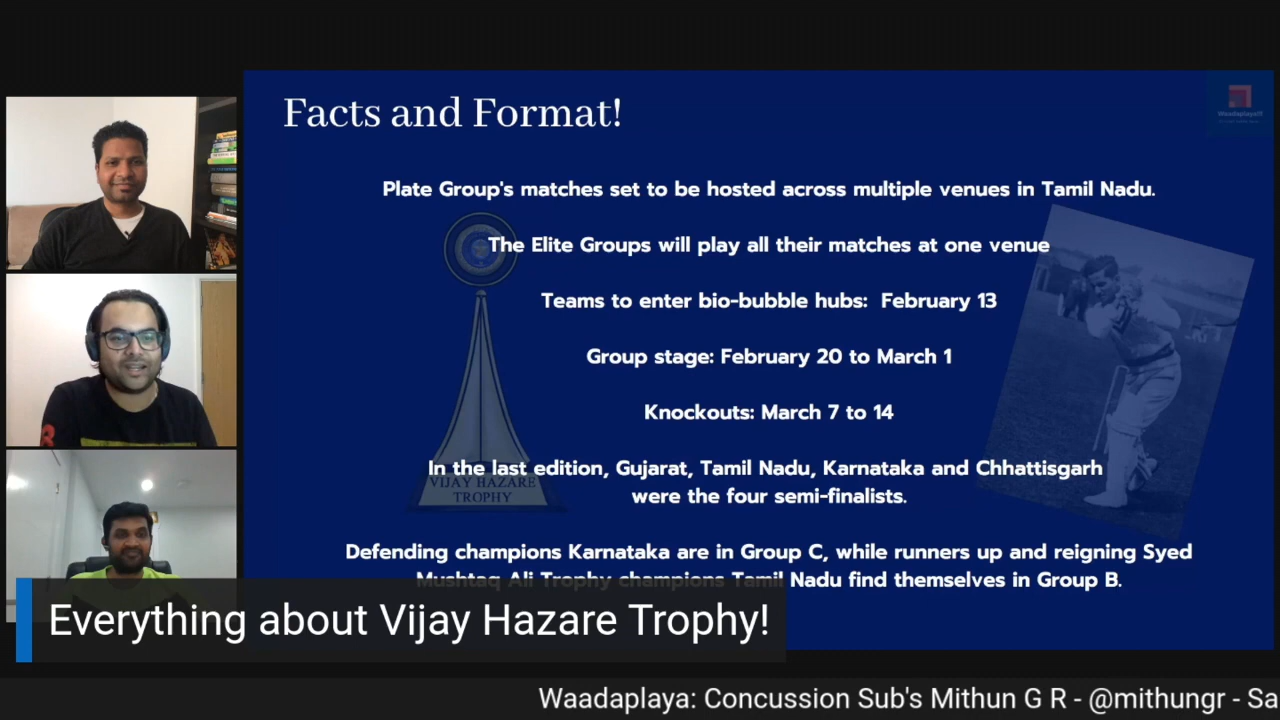 Facts and Format!
Waadaplaya!!!
Plate Group's matches set to be hosted across multiple venues in Tamil Nadu.
The Elite Groups will play all their matches at one venue
Teams to enter bio-bubble hubs: February 13
Group stage: February 20 to March 1
Knockouts: March 7 to 14
In the last edition, Gujarat, Tamil Nadu, Karnataka and Chhattisgarh
were the four semi-finalists.
VIJAY HAZARE
TROPHY
Defending champions Karnataka are in Group C, while runners up and reigning Syed
Mushtaq Ali Trophy champions Tamil Nadu find themselves in Group B.
Everything about Vijay Hazare Trophy!
Waadaplaya: Concussion Sub's Mithun G R - @mithungr - Sa